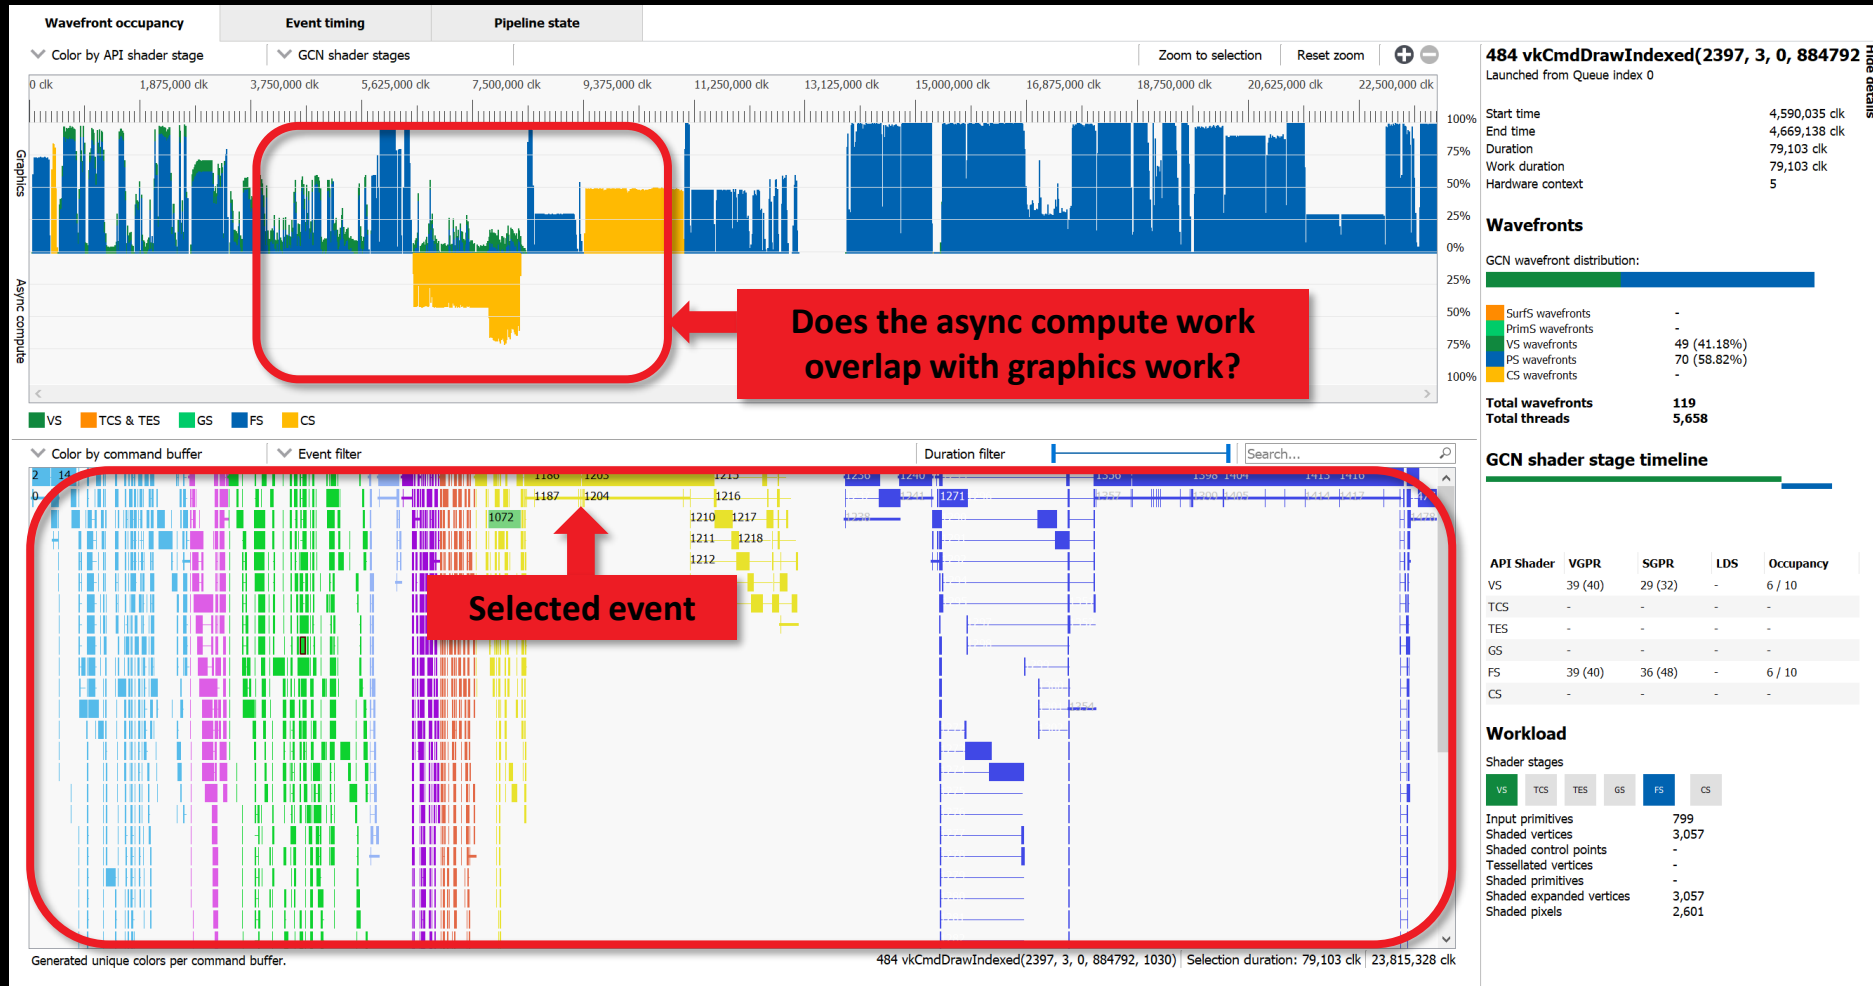 Wavefront occupancy
Event timing
Pipeline state
Color by API shader stage
GCN shader stages
Zoom to selection
Reset zoom
0 clk
1,875,000 clk
3,750,000 clk
5,625,000 clk
7,500,000 clk
9,375,000 clk
11,250,000 clk
13,125,000 clk
15,000,000 clk
16,875,000 clk
18,750,000 clk
20,625,000 clk
22,500,000 clk
Graphics
Async compute
100%
75%
50%
25%
0%
25%
50%
75%
100%
Does the async compute work
overlap with graphics work?
VS
TCS & TES
GS
FS
CS
Color by command buffer
Event filter
Duration filter
Search...
2 14
0
1186 1203 1215
1187 1204 1216
1072
1210 1217
1211 1218
1212
1271
Selected event
Generated unique colors per command buffer.
484 vkCmdDrawIndexed(2397, 3, 0, 884792, 1030)
Selection duration: 79,103 clk
23,815,328 clk
Hide details
484 vkCmdDrawIndexed(2397, 3, 0, 884792
Launched from Queue index 0
Start time 4,590,035 clk
End time 4,669,138 clk
Duration 79,103 clk
Work duration 79,103 clk
Hardware context 5
Wavefronts
GCN wavefront distribution:
SurfS wavefronts -
PrimS wavefronts -
VS wavefronts 49 (41.18%)
PS wavefronts 70 (58.82%)
CS wavefronts -
Total wavefronts 119
Total threads 5,658
GCN shader stage timeline
API Shader VGPR SGPR LDS Occupancy
VS 39 (40) 29 (32) - 6 / 10
TCS - - - -
TES - - - -
GS - - - -
FS 39 (40) 36 (48) - 6 / 10
CS - - - -
Workload
Shader stages
VS TCS TES GS FS CS
Input primitives 799
Shaded vertices 3,057
Shaded control points -
Tessellated vertices -
Shaded primitives -
Shaded expanded vertices 3,057
Shaded pixels 2,601